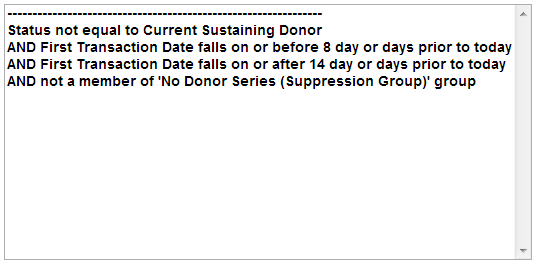 ---------------------------------------------------------------
Status not equal to Current Sustaining Donor
AND First Transaction Date falls on or before 8 day or days prior to today
AND First Transaction Date falls on or after 14 day or days prior to today
AND not a member of 'No Donor Series (Suppression Group)' group